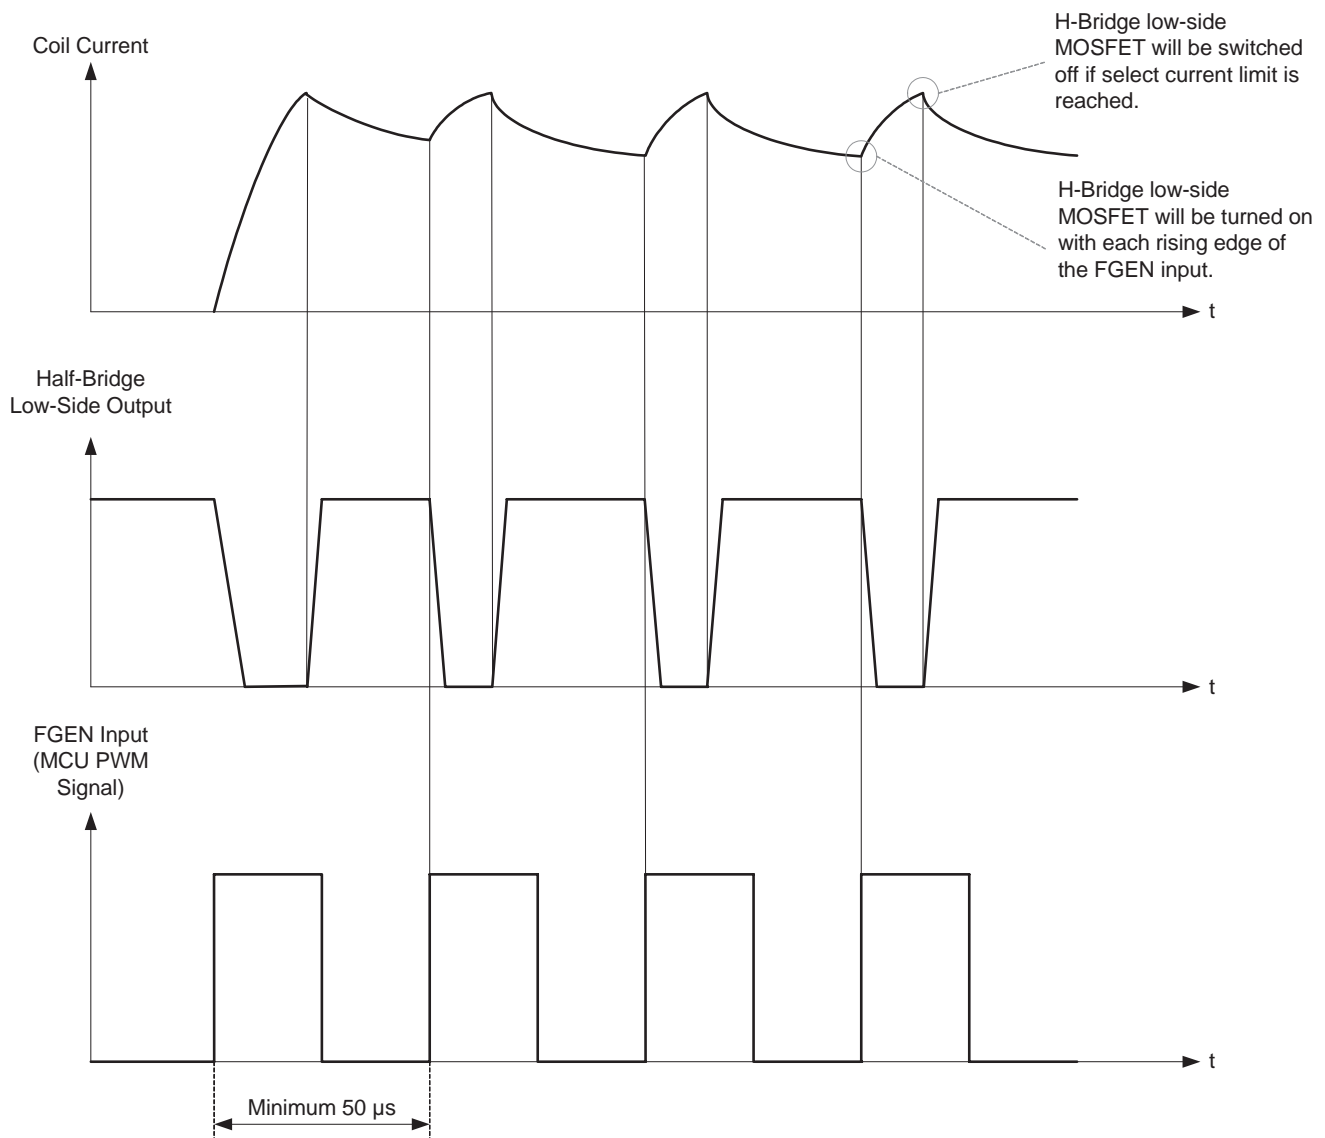 Coil Current
H-Bridge low-side
MOSFET will be switched
off if select current limit is
reached.
H-Bridge low-side
MOSFET will be turned on
with each rising edge of
the FGEN input.
t
Half-Bridge
Low-Side Output
t
FGEN Input
(MCU PWM
Signal)
t
Minimum 50 µs